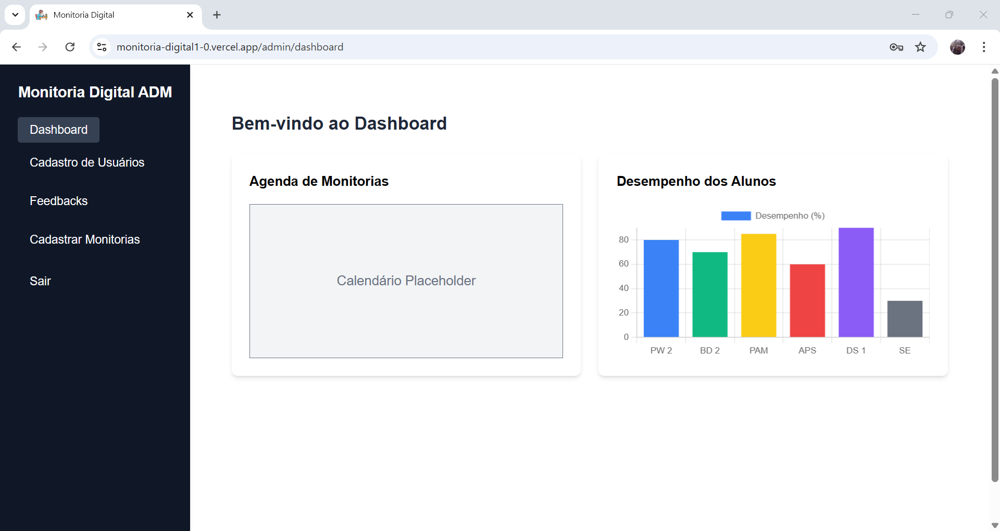 Monitoria Digital
monitoria-digital1-0.vercel.app/admin/dashboard
Monitoria Digital ADM
Dashboard
Cadastro de Usuários
Feedbacks
Cadastrar Monitorias
Sair
Bem-vindo ao Dashboard
Agenda de Monitorias
Calendário Placeholder
Desempenho dos Alunos
Desempenho (%)
80
60
40
20
0
PW 2 BD 2 PAM APS DS 1 SE